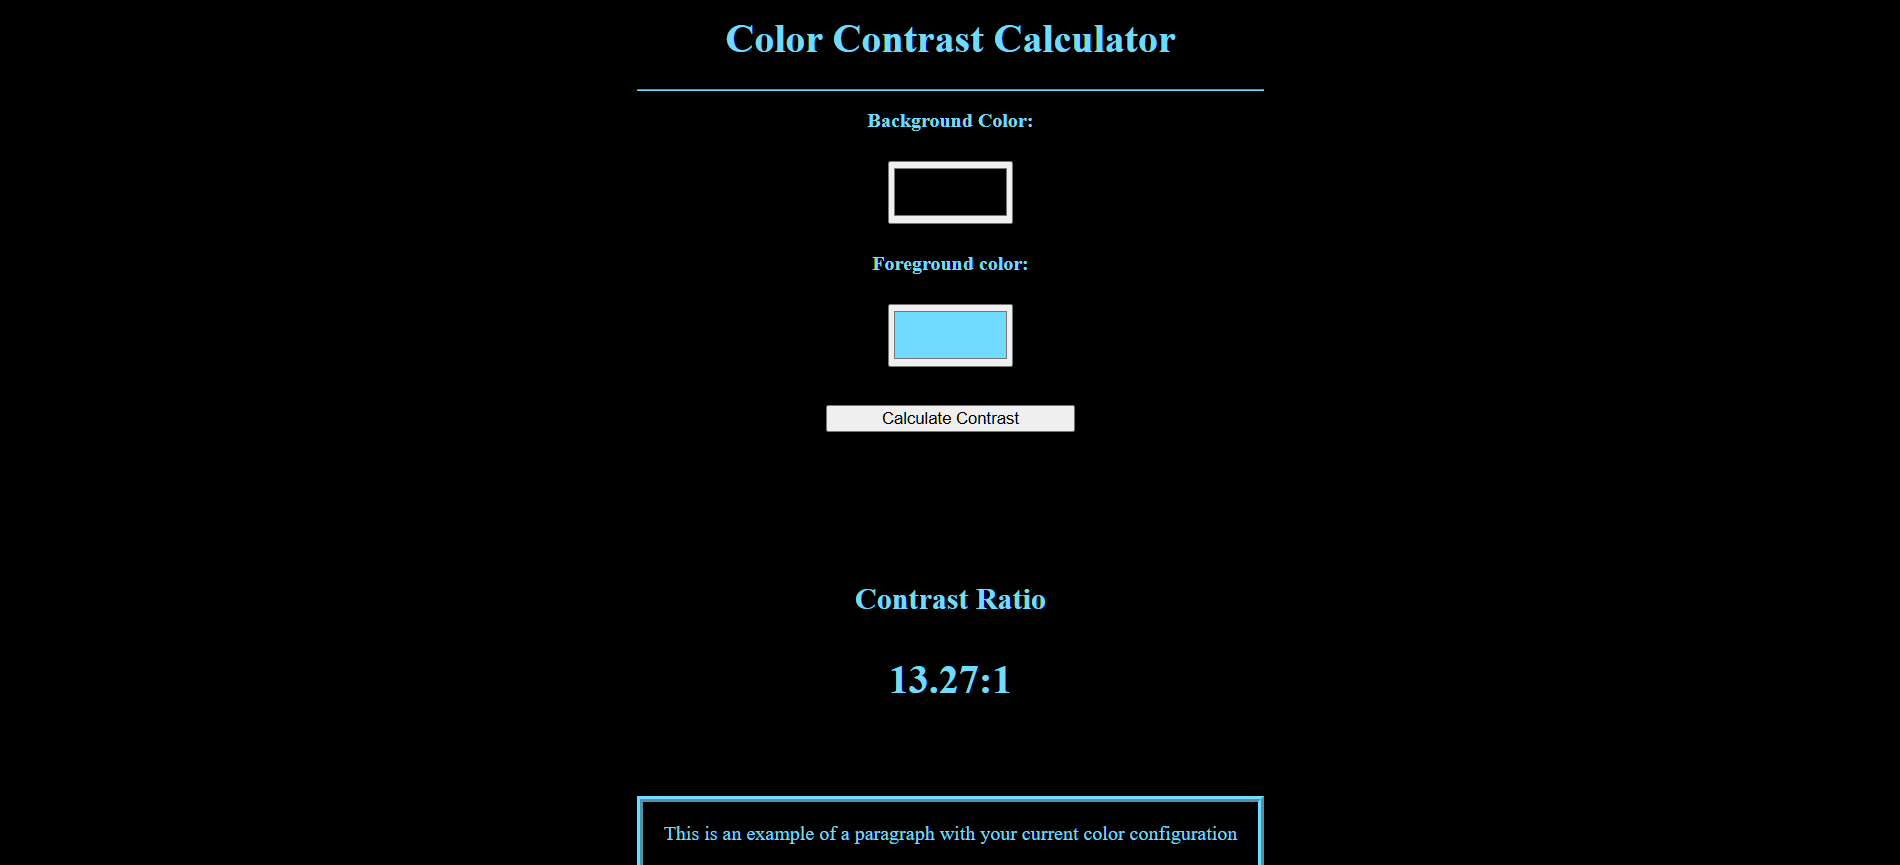 Color Contrast Calculator
Background Color:
Foreground color:
Calculate Contrast
Contrast Ratio
13.27:1
This is an example of a paragraph with your current color configuration